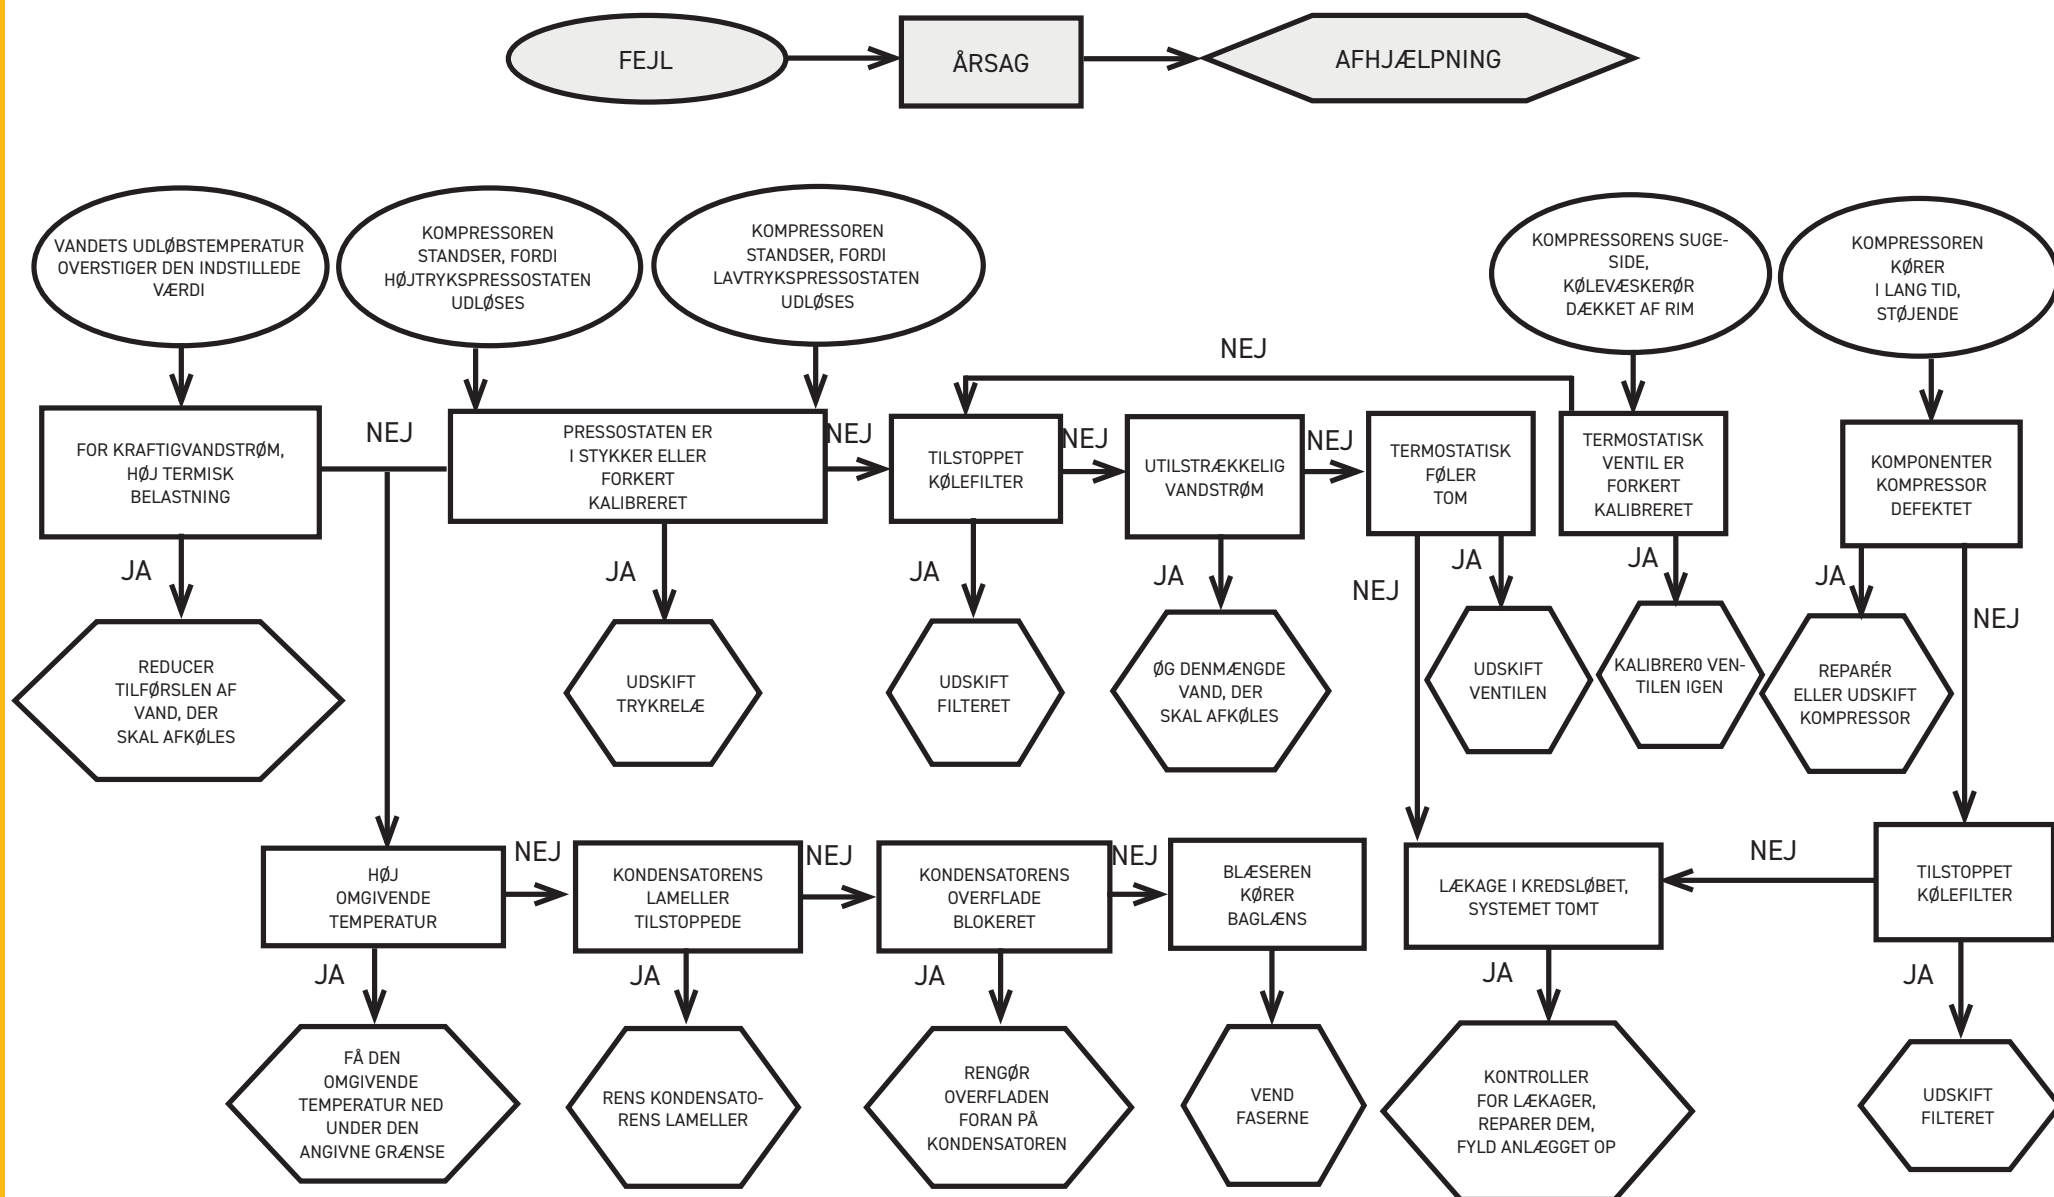 FEJL
ÅRSAG
AFHJÆLPNING
VANDETS UDLØBSTEMPERATUR
OVERSTIGER DEN INDSTILLEDE
VÆRDI
KOMPRESSOREN
STANDSER, FORDI
HØJTRYKSPRESSOSTATEN
UDLØSES
KOMPRESSOREN
STANDSER, FORDI
LAVTRYKSPRESSOSTATEN
UDLØSES
KOMPRESSORENS SUGE-
SIDE,
KØLEVÆSKERØR
DÆKKET AF RIM
KOMPRESSOREN
KØRER
I LANG TID,
STØJENDE
NEJ
FOR KRAFTIGVANDSTRØM,
HØJ TERMISK
BELASTNING
NEJ
PRESSOSTATEN ER
I STYKKER ELLER
FORKERT
KALIBRERET
NEJ
TILSTOPPET
KØLEFILTER
NEJ
UTILSTRÆKKELIG
VANDSTRØM
NEJ
TERMOSTATISK
FØLER
TOM
TERMOSTATISK
VENTIL ER
FORKERT
KALIBRERET
KOMPONENTER
KOMPRESSOR
DEFEKTET
JA
JA
JA
JA
NEJ
JA
JA
JA
NEJ
REDUCER
TILFØRSLEN AF
VAND, DER
SKAL AFKØLES
UDSKIFT
TRYKRELÆ
UDSKIFT
FILTERET
ØG DENMÆNGDE
VAND, DER
SKAL AFKØLES
UDSKIFT
VENTILEN
KALIBRER0 VEN-
TILEN IGEN
REPARÉR
ELLER UDSKIFT
KOMPRESSOR
HØJ
OMGIVENDE
TEMPERATUR
NEJ
KONDENSATORENS
LAMELLER
TILSTOPPEDE
NEJ
KONDENSATORENS
OVERFLADE
BLOKERET
NEJ
BLÆSEREN
KØRER
BAGLÆNS
LÆKAGE I KREDSLØBET,
SYSTEMET TOMT
NEJ
TILSTOPPET
KØLEFILTER
JA
JA
JA
JA
JA
FÅ DEN
OMGIVENDE
TEMPERATUR NED
UNDER DEN
ANGIVNE GRÆNSE
RENS KONDENSATO-
RENS LAMELLER
RENGØR
OVERFLADEN
FORAN PÅ
KONDENSATOREN
VEND
FASERNE
KONTROLLER
FOR LÆKAGER,
REPARER DEM,
FYLD ANLÆGGET OP
UDSKIFT
FILTERET